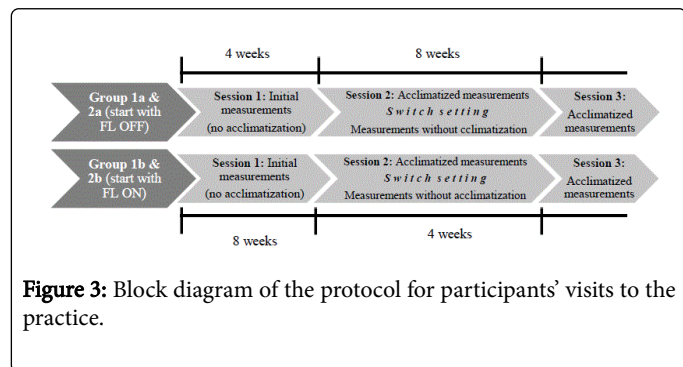 4 weeks 8 weeks
Group 1a &
2a (start with
FL OFF)
Session 1: Initial
measurements
(no acclimatization)
Session 2: Acclimatized measurements
Switch setting
Measurements without cclimatization
Session 3:
Acclimatized
measurements
Group 1b &
2b (start with
FL ON)
Session 1: Initial
measurements
(no acclimatization)
Session 2: Acclimatized measurements
Switch setting
Measurements without acclimatization
Session 3:
Acclimatized
measurements
8 weeks 4 weeks
Figure 3: Block diagram of the protocol for participants' visits to the
practice.